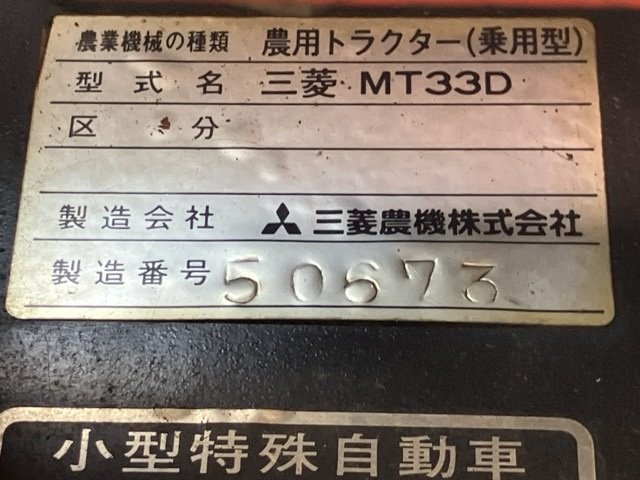 農業機械の種類 農用トラクター(乗用型)
型式名 三菱 MT33D
区分
製造会社 三菱農機株式会社
製造番号 50673
小型特殊自動車